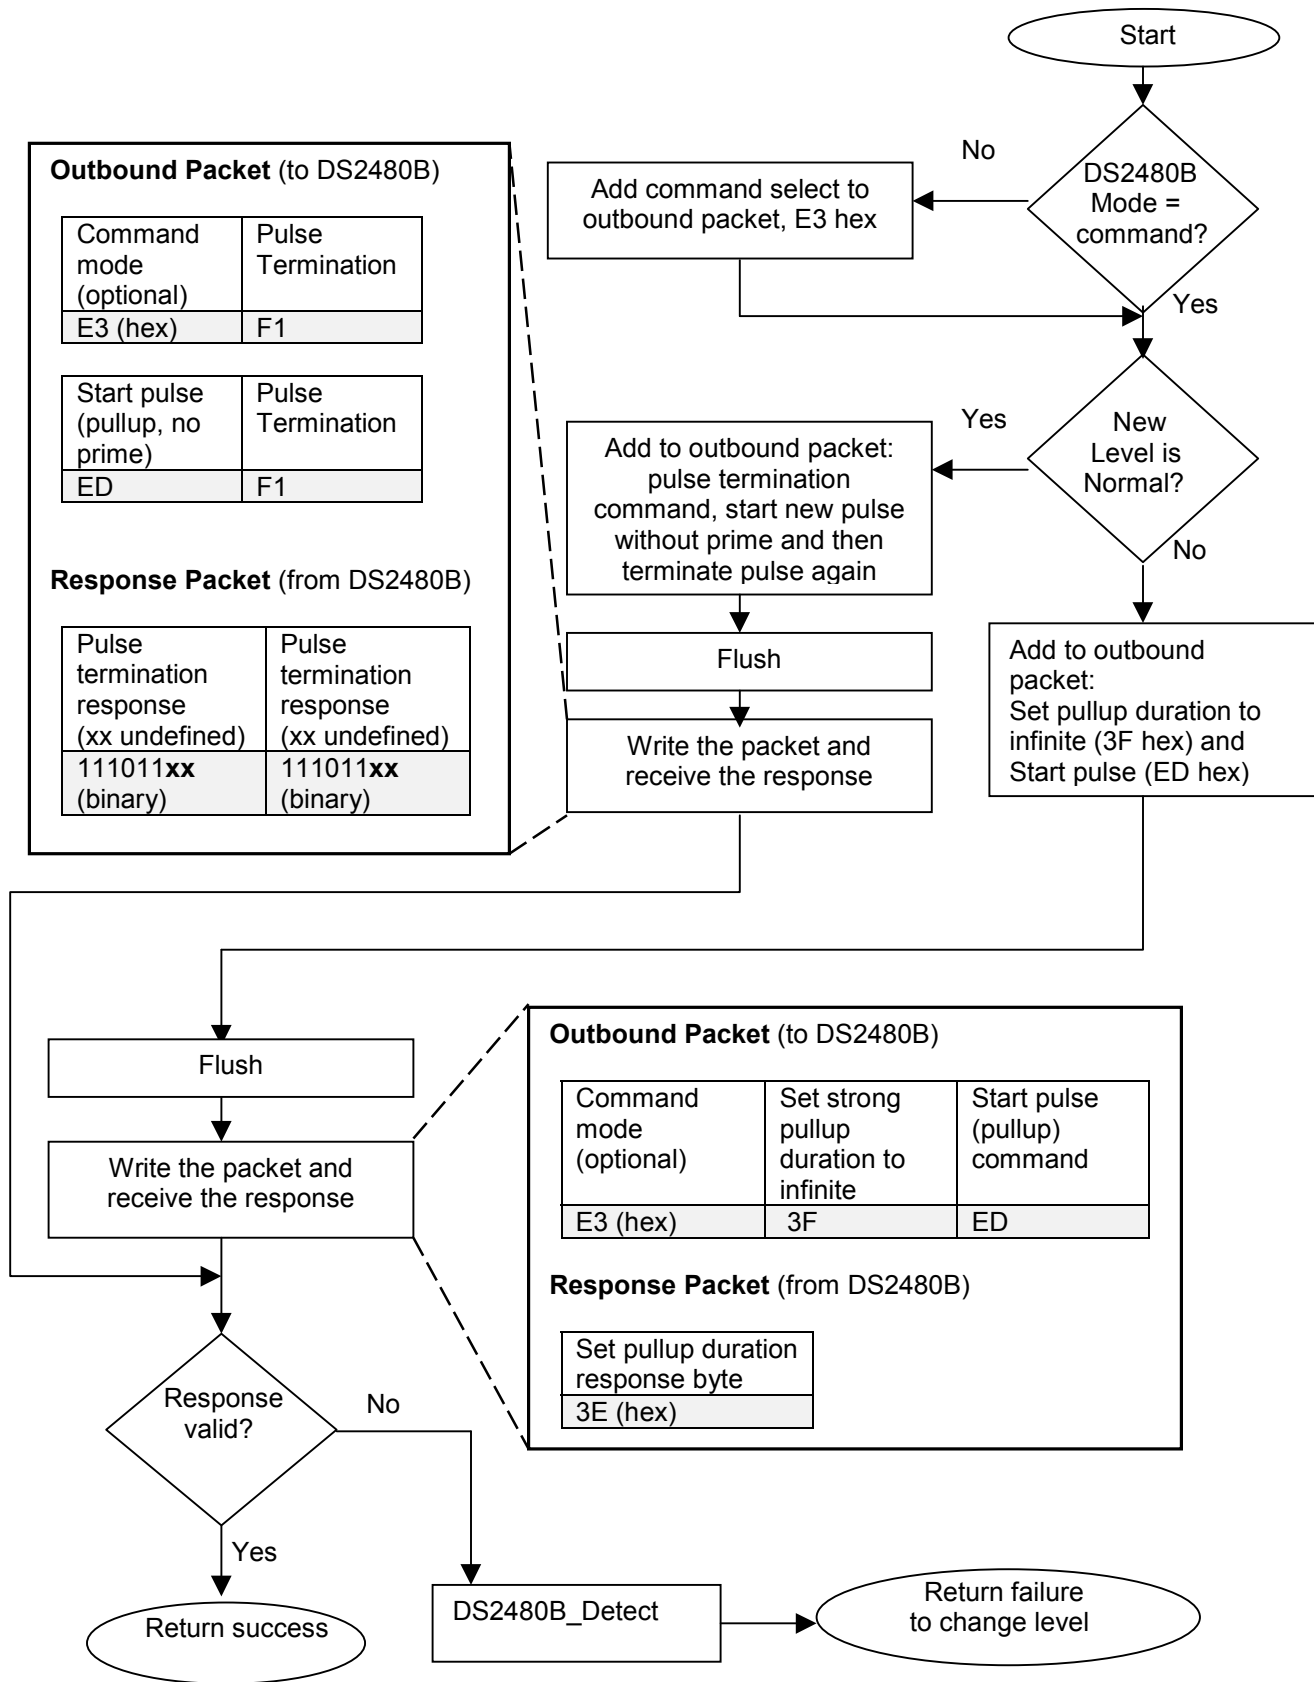 Start
DS2480B
Mode =
command?
No
Yes
Add command select to
outbound packet, E3 hex
Outbound Packet (to DS2480B)
Command
mode
(optional)
Pulse
Termination
E3 (hex)
F1
Start pulse
(pullup, no
prime)
Pulse
Termination
ED
F1
Response Packet (from DS2480B)
Pulse
termination
response
(xx undefined)
Pulse
termination
response
(xx undefined)
111011xx
(binary)
111011xx
(binary)
New
Level is
Normal?
Yes
No
Add to outbound packet:
pulse termination
command, start new pulse
without prime and then
terminate pulse again
Flush
Write the packet and
receive the response
Add to outbound
packet:
Set pullup duration to
infinite (3F hex) and
Start pulse (ED hex)
Flush
Write the packet and
receive the response
Outbound Packet (to DS2480B)
Command
mode
(optional)
Set strong
pullup
duration to
infinite
Start pulse
(pullup)
command
E3 (hex)
3F
ED
Response Packet (from DS2480B)
Set pullup duration
response byte
3E (hex)
Response
valid?
No
Yes
Return success
DS2480B_Detect
Return failure
to change level